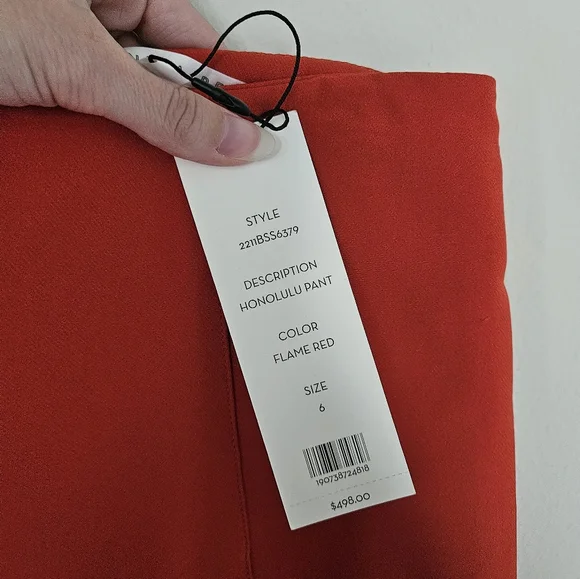 STYLE
2211BSS6379
DESCRIPTION
HONOLULU PANT
COLOR
FLAME RED
SIZE
6
190738724818
$498.00